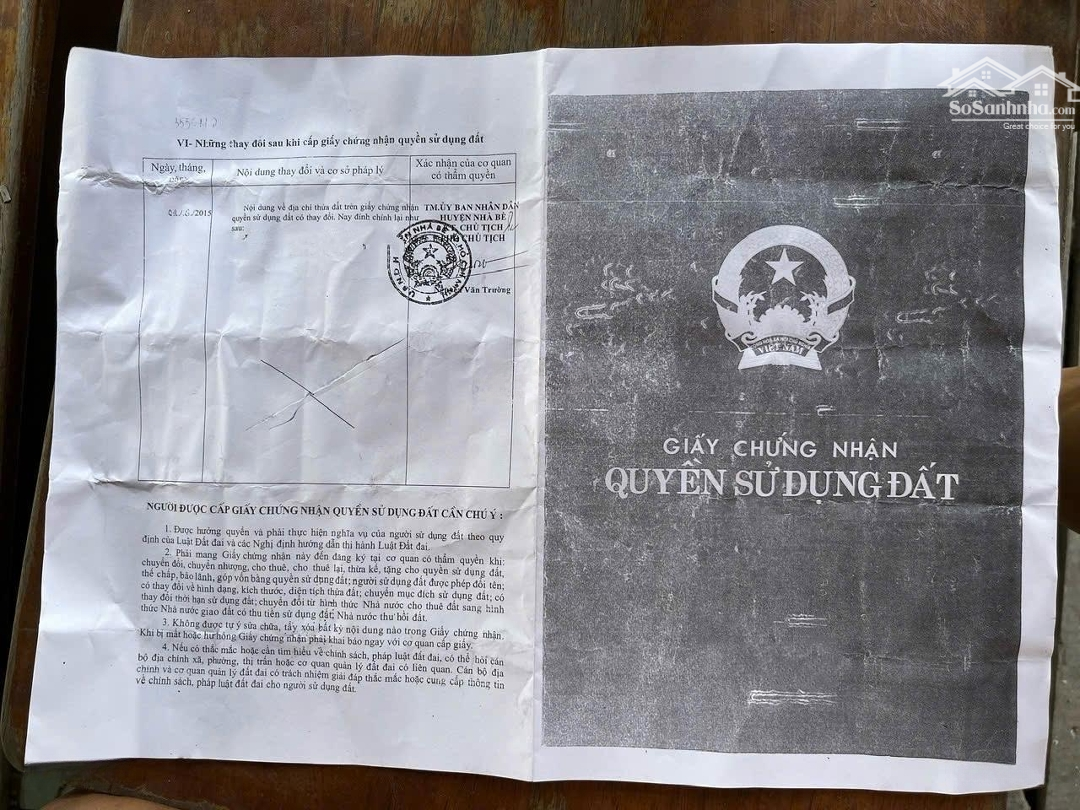 VI- Những thay đổi sau khi cấp giấy chứng nhận quyền sử dụng đất
Ngày, tháng,
năm
Nội dung thay đổi và cơ sở pháp lý
Xác nhận của cơ quan
có thẩm quyền
2015
Nội dung về địa chỉ thửa đất trên giấy chứng nhận
quyền sử dụng đất có thay đổi. Nay đính chính lại như
sau:
TM.ỦY BAN NHÂN DÂN
HUYỆN NHÀ BÈ
CHỦ TỊCH
CHỦ TỊCH
Văn Trường
NGƯỜI ĐƯỢC CẤP GIẤY CHỨNG NHẬN QUYỀN SỬ DỤNG ĐẤT CẦN CHÚ Ý :
1. Được hưởng quyền và phải thực hiện nghĩa vụ của người sử dụng đất theo quy
định của Luật Đất đai và các Nghị định hướng dẫn thi hành Luật Đất đai.
2. Phải mang Giấy chứng nhận này đến đăng ký tại cơ quan có thẩm quyền khi:
chuyển đổi, chuyển nhượng, cho thuê, cho thuê lại, thừa kế, tặng cho quyền sử dụng đất,
thế chấp, bảo lãnh, góp vốn bằng quyền sử dụng đất; người sử dụng đất được phép đổi tên;
có thay đổi về hình dạng, kích thước, diện tích thửa đất; chuyển mục đích sử dụng đất; có
thay đổi thời hạn sử dụng đất; chuyển đổi từ hình thức Nhà nước cho thuê đất sang hình
thức Nhà nước giao đất có thu tiền sử dụng đất; Nhà nước thu hồi đất.
3. Không được tự ý sửa chữa, tẩy xóa bất kỳ nội dung nào trong Giấy chứng nhận.
Khi bị mất hoặc hư hỏng Giấy chứng nhận phải khai báo ngay với cơ quan cấp giấy.
4. Nếu có thắc mắc hoặc cần tìm hiểu về chính sách, pháp luật đất đai, có thể hỏi cán
bộ địa chính xã, phường, thị trấn hoặc cơ quan quản lý đất đai có liên quan. Cán bộ địa
chính và cơ quan quản lý đất đai có trách nhiệm giải đáp thắc mắc hoặc cung cấp thông tin
về chính sách, pháp luật đất đai cho người sử dụng đất.
SoSanhnha.com
Great choice for you
VIỆT NAM
GIẤY CHỨNG NHẬN
QUYỀN SỬ DỤNG ĐẤT